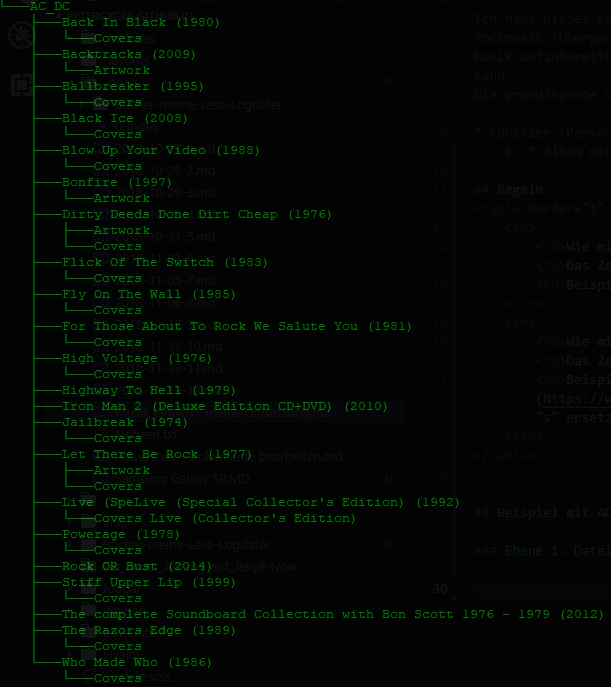 AC_DC
Back In Black (1980)
Covers
Backtracks (2009)
Artwork
Ballbreaker (1995)
Covers
Black Ice (2008)
Covers
Blow Up Your Video (1988)
Covers
Bonfire (1997)
Artwork
Dirty Deeds Done Dirt Cheap (1976)
Artwork
Covers
Flick Of The Switch (1983)
Covers
Fly On The Wall (1985)
Covers
For Those About To Rock We Salute You (1981)
Covers
High Voltage (1976)
Covers
Highway To Hell (1979)
Iron Man 2 (Deluxe Edition CD+DVD) (2010)
Jailbreak (1974)
Covers
Let There Be Rock (1977)
Artwork
Covers
Live (SpeLive (Special Collector's Edition) (1992)
Covers Live (Collector's Edition)
Powerage (1978)
Covers
Rock OR Bust (2014)
Stiff Upper Lip (1999)
Covers
The complete Soundboard Collection with Bon Scott 1976 - 1979 (2012)
The Razors Edge (1989)
Covers
Who Made Who (1986)
Covers
Ich habe dieses
Rockmusik
Musik
kann.
Die grundlegende
* Künstler
1. * Album mit
## Regeln
<table border="1"
<tr>
<td>Wie mi
<td>Das Ze
<td>Beispi
</tr>
<tr>
<td>Wie mi
<td>Das Ze
<td>Beispi
(https://w
"s" ersetz
</tr>
</table>
## Beispiel mit AC
### Ebene 1: Datei
30